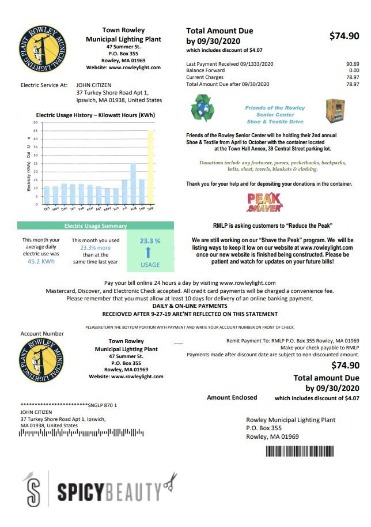 Town Rowley
Municipal Lighting Plant
47 Summer St.
P.O. Box 355
Rowley, MA 01969
Website: www.rowleylight.com
Total Amount Due
by 09/30/2020
which includes discount of $4.07
$74.90
Last Payment Received 09/1333/2020 90.69
Balance Forward 0.00
Current Charges 78.97
Total Amount Due after 09/30/2020 78.97
Electric Service At:
JOHN CITIZEN
37 Turkey Shore Road Apt 1,
Ipswich, MA 01938, United States
Electric Usage History – Kilowatt Hours (KWh)
Friends of the Rowley
Senior Center
Shoe & Textile Drive
Friends of the Rowley Senior Center will be holding their 2nd annual
Shoe & Textile from April to October with the container located
at the Town Annex, 39 Central Street parking lot.
Donations include any footwear, purses, pocketbooks, backpacks,
belts, sheet, towels, blankets & clothing.
Thank you for your help and for depositing your donations in the container.
PEAK
SHAVER
Electric Usage Summary
This month your
average daily
electric use was
45.2 KWh
This month you used
23.3% more
than at the
same time last year
23.3 %
USAGE
RMLP is asking customers to "Reduce the Peak"
We are still working on our "Shave the Peak" program. We will be
listing ways to keep it low on our website at www.rowleylight.com
once our new website is finished being constructed. Please be
patient and watch for updates on your future bills!
Pay your bill online 24 hours a day by visiting www.rowleylight.com
Mastercard, Discover, and Electronic Check accepted. All credit card payments will be charged a convenience fee.
Please remember that you must allow at least 10 days for delivery of an online banking payment.
DAILY & ON-LINE PAYMENTS
RECEIOVED AFTER 9-27-19 ARE'NT REFLECTED ON THIS STATEMENT
PLEASE RETURN THE BOTTOM PORTION WITH PAYMENT AND WRITE YOUR ACCOUNT NUMBER ON FRONT OF CHECK
Account Number
Town Rowley
Municipal Lighting Plant
47 Summer St.
P.O. Box 355
Rowley, MA 01969
Website: www.rowleylight.com
Remit Payment To: RMLP P.O. Box 355 Rowley, MA 01969
Make your check payable to RMLP
Payments made after discount date are subject to non-discounted amount.
$74.90
Total amount Due
by 09/30/2020
Amount Enclosed
which includes discount of $4.07
SNGLP 870 1
JOHN CITIZEN
37 Turkey Shore Road Apt 1, Ipswich,
MA 01938, United States
Rowley Municipal Lighting Plant
P.O. Box 355
Rowley, MA 01969
SPICYBEAUTY